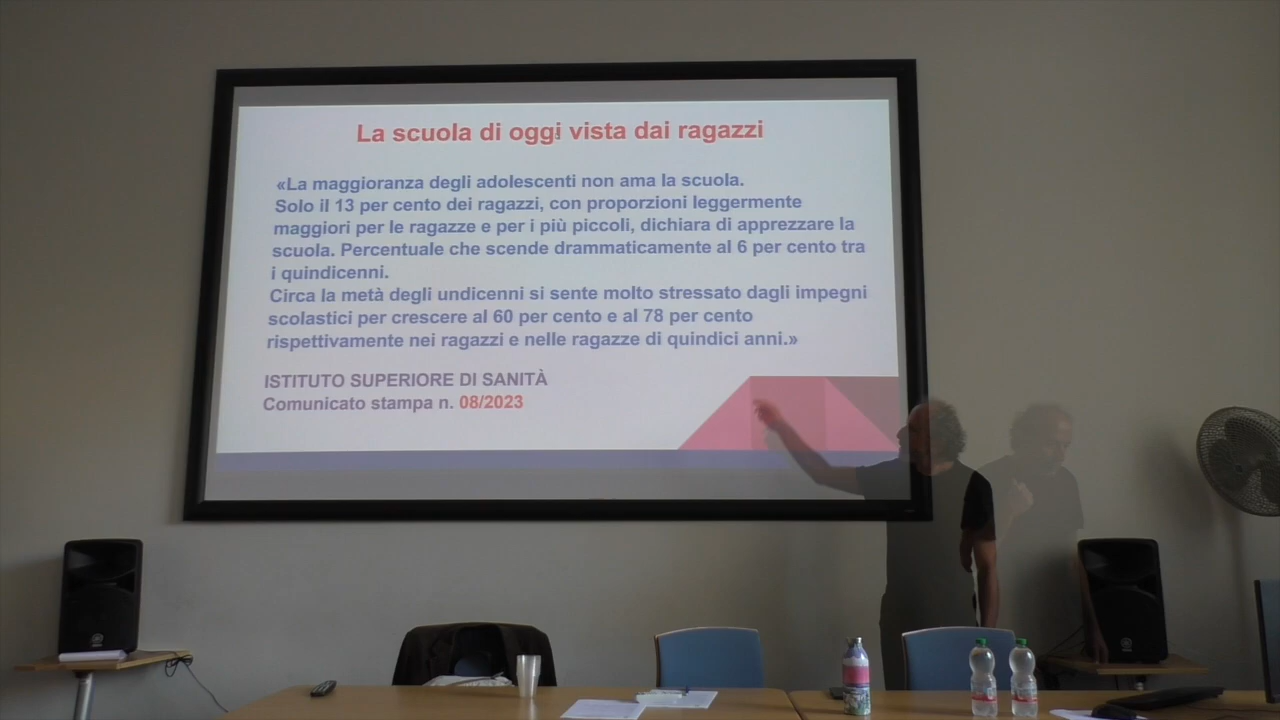 La scuola di oggi vista dai ragazzi
«La maggioranza degli adolescenti non ama la scuola.
Solo il 13 per cento dei ragazzi, con proporzioni leggermente
maggiori per le ragazze e per i più piccoli, dichiara di apprezzare la
scuola. Percentuale che scende drammaticamente al 6 per cento tra
i quindicenni.
Circa la metà degli undicenni si sente molto stressato dagli impegni
scolastici per crescere al 60 per cento e al 78 per cento
rispettivamente nei ragazzi e nelle ragazze di quindici anni.»
ISTITUTO SUPERIORE DI SANITÀ
Comunicato stampa n. 08/2023